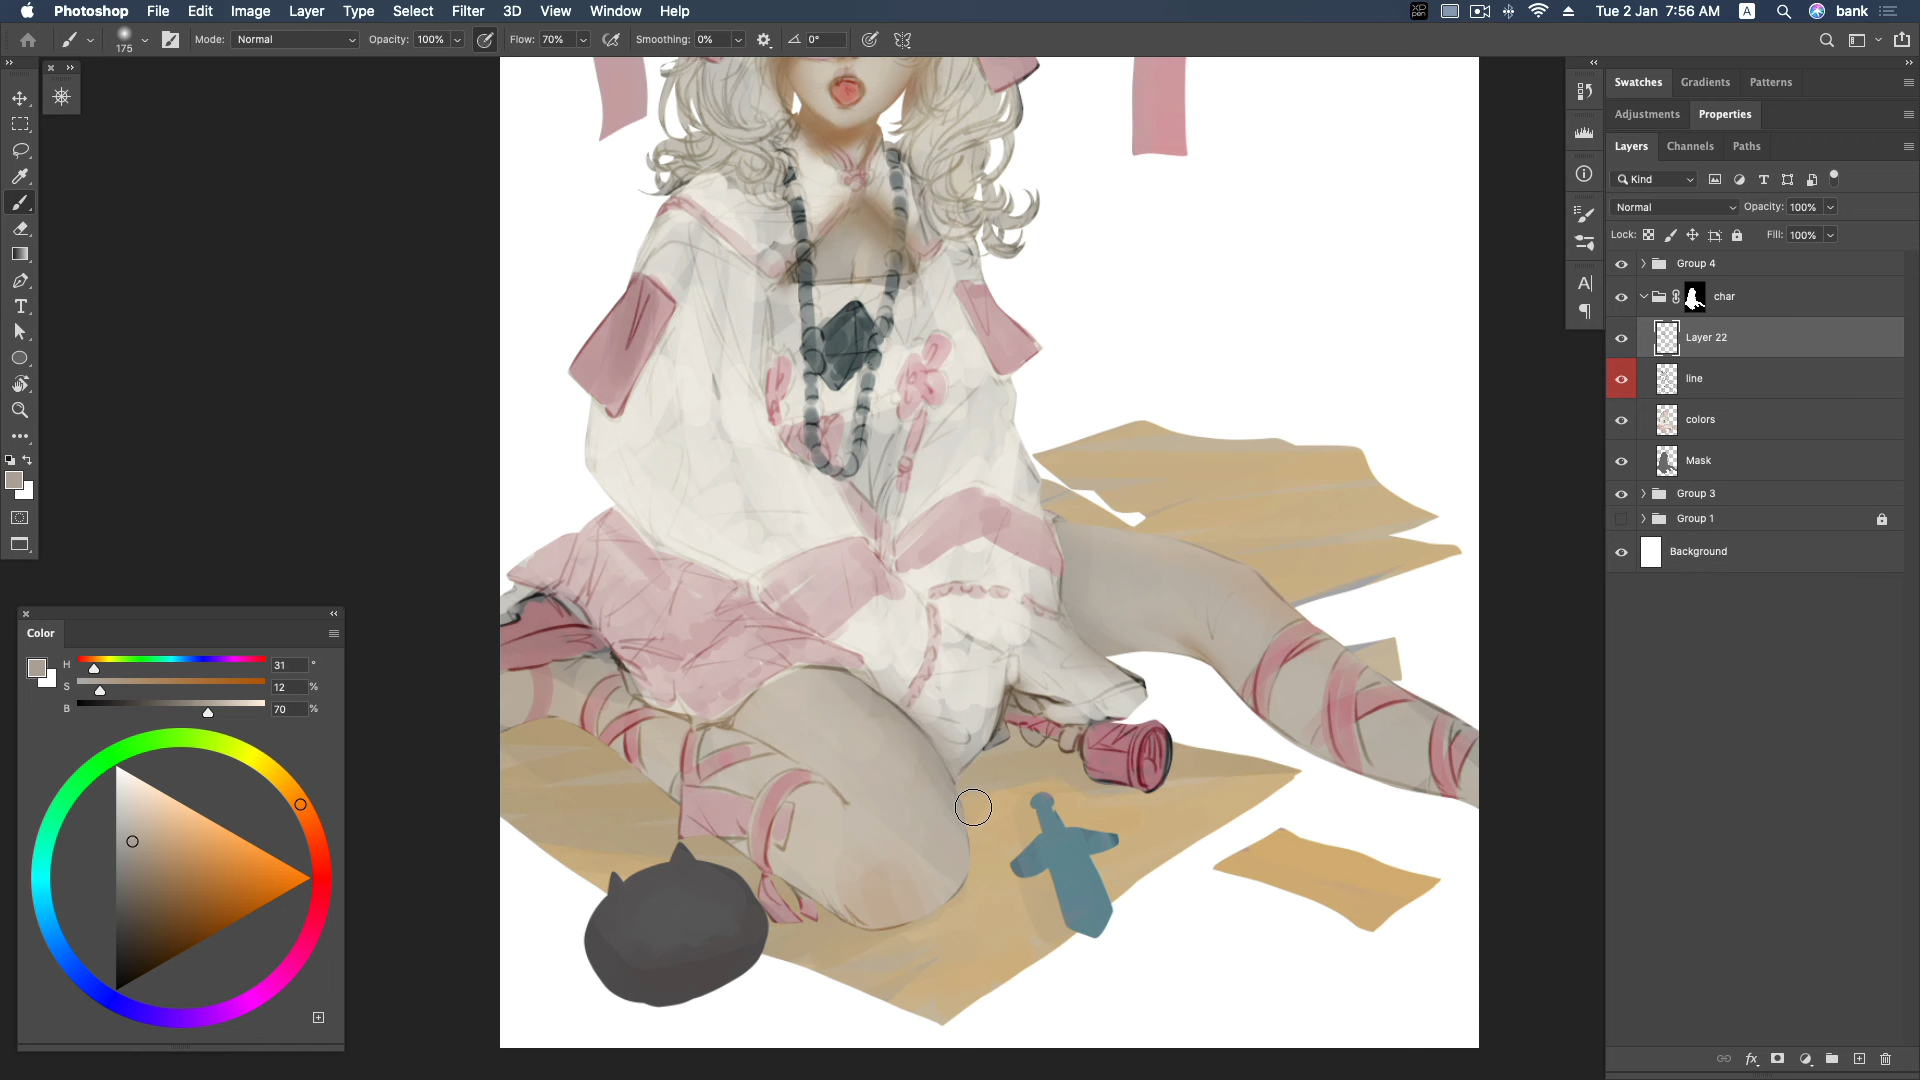 Photoshop File Edit Image Layer Type Select Filter 3D View Window Help
Tue 2 Jan 7:56 AM A bank
175 Mode: Normal Opacity: 100% Flow: 70% Smoothing: 0% 0°
Swatches Gradients Patterns
Adjustments Properties
Layers Channels Paths
Kind
Normal Opacity: 100%
Lock: Fill: 100%
Group 4
char
Layer 22
line
colors
Mask
Group 3
Group 1
Background
Color
H 31 °
S 12 %
B 70 %